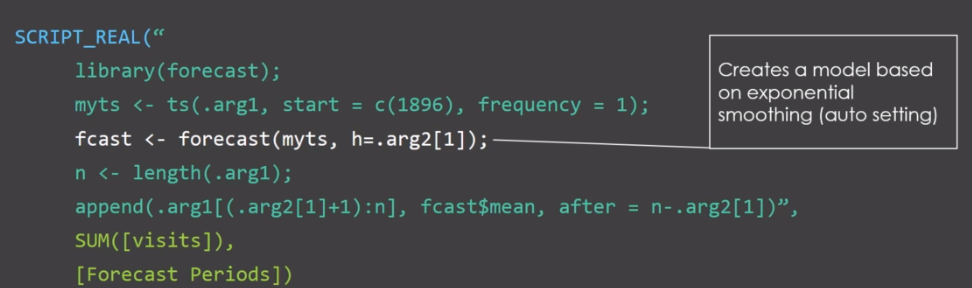 SCRIPT_REAL(“
library(forecast);
myts <- ts(.arg1, start = c(1896), frequency = 1);
fcast <- forecast(myts, h=.arg2[1]);
n <- length(.arg1);
append(.arg1[(.arg2[1]+1):n], fcast$mean, after = n-.arg2[1])”,
SUM([visits]),
[Forecast Periods])
Creates a model based
on exponential
smoothing (auto setting)